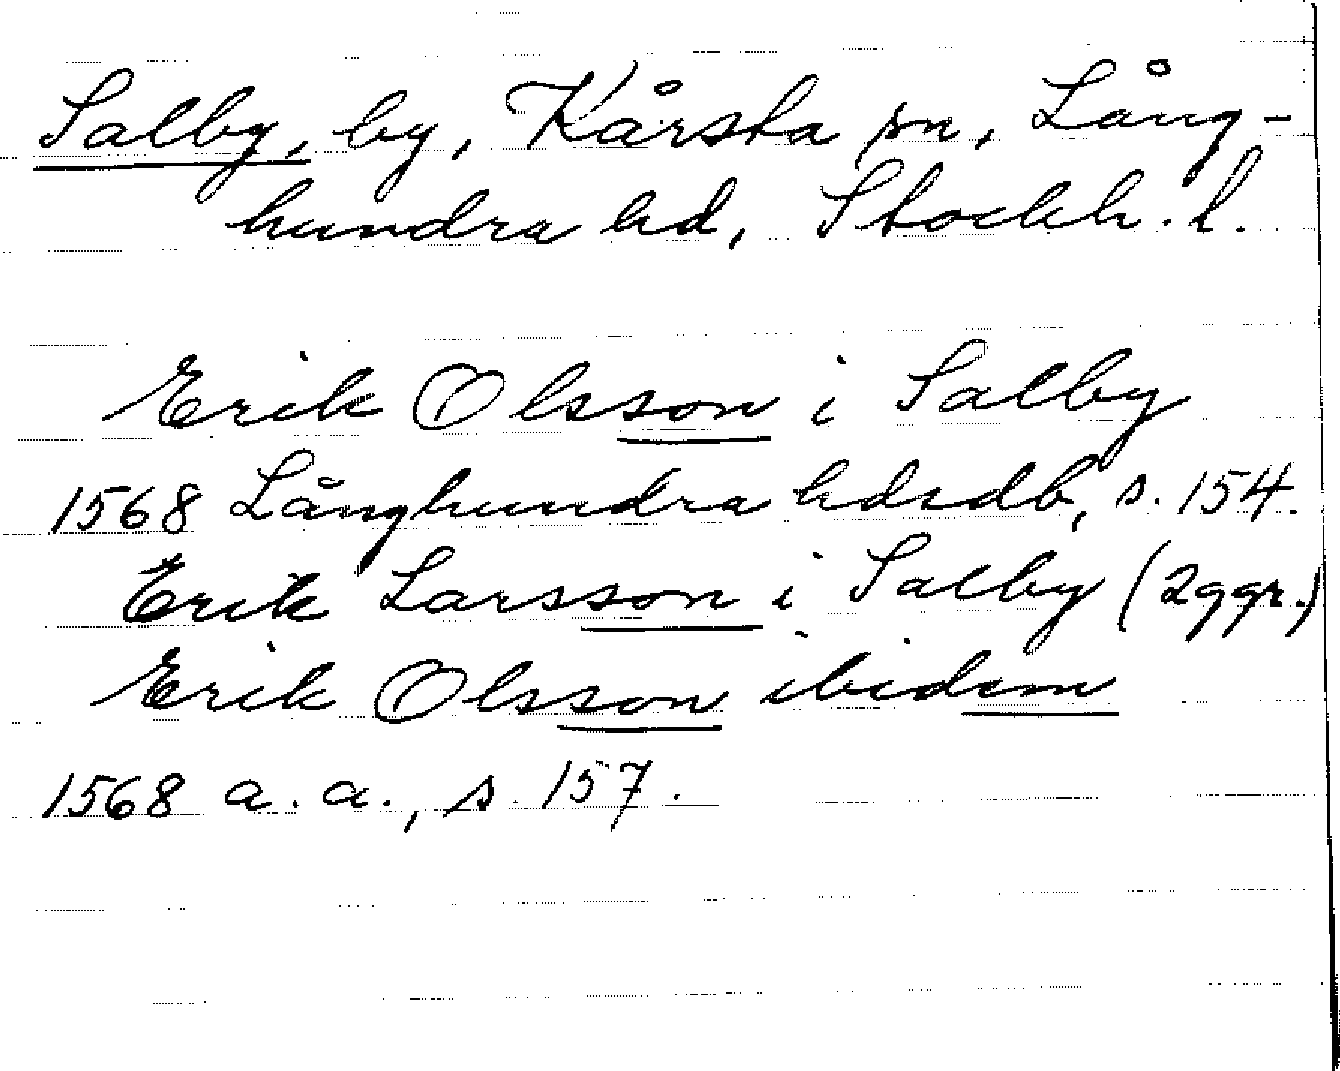 Salby, by, Kårsta sn, Lång-
hundra hd, Stockh. l.
Erik Olsson i Salby
1568 Långhundra hdsdb, s. 154.
Erik Larsson i Salby (2ggr.)
Erik Olsson ibidem
1568 a. a., s. 157.